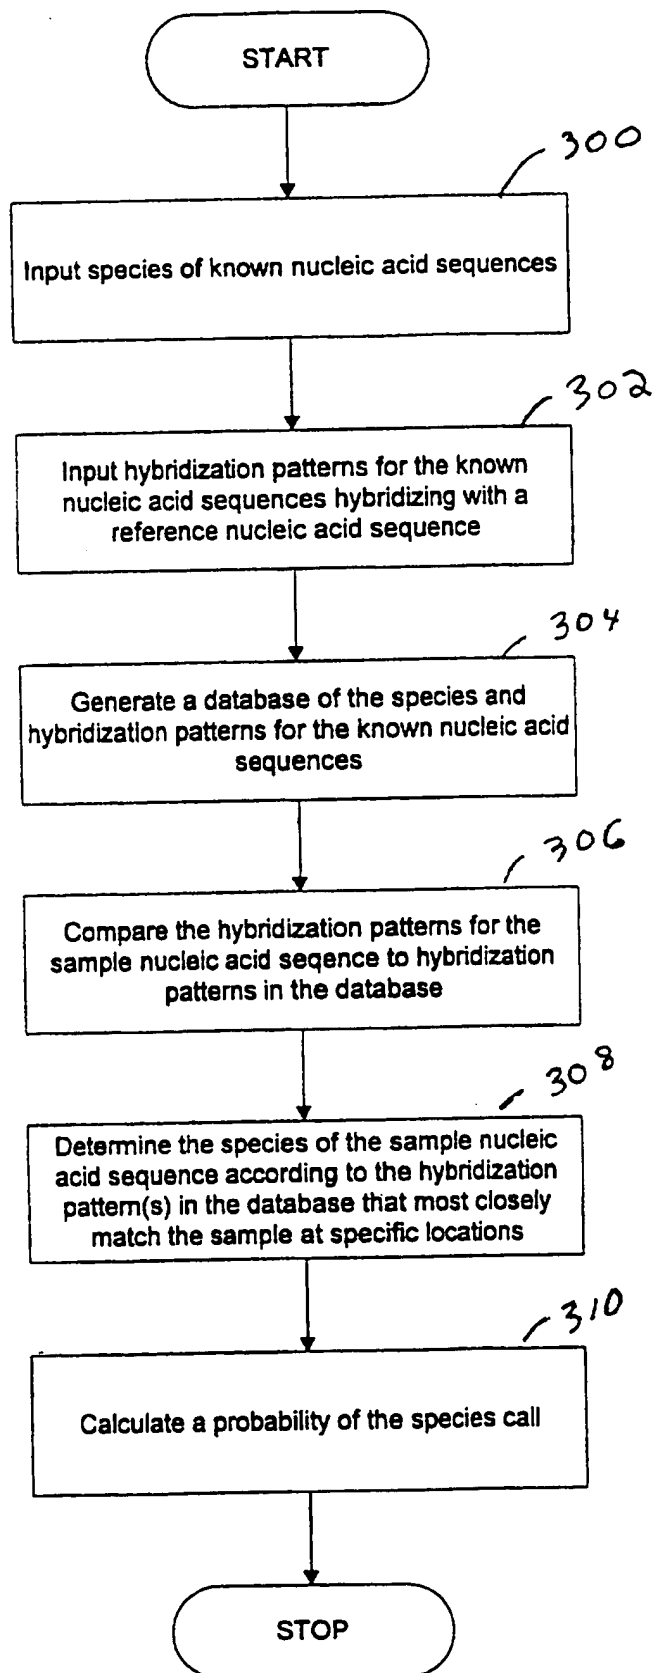 START
300
Input species of known nucleic acid sequences
302
Input hybridization patterns for the known
nucleic acid sequences hybridizing with a
reference nucleic acid sequence
304
Generate a database of the species and
hybridization patterns for the known nucleic acid
sequences
306
Compare the hybridization patterns for the
sample nucleic acid seqence to hybridization
patterns in the database
308
Determine the species of the sample nucleic
acid sequence according to the hybridization
pattern(s) in the database that most closely
match the sample at specific locations
310
Calculate a probability of the species call
STOP